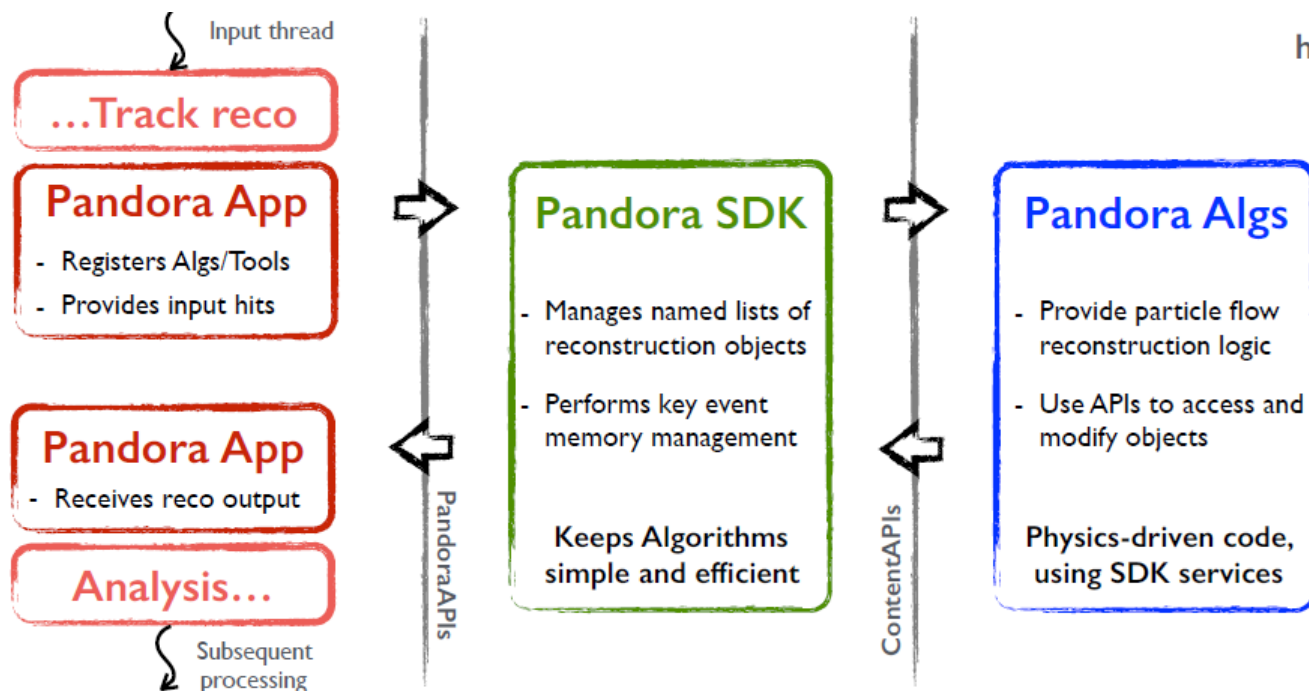 Input thread
h
...Track reco
Pandora App
- Registers Algs/Tools
- Provides input hits
Pandora App
- Receives reco output
Analysis...
Subsequent
processing
PandoraAPIs
Pandora SDK
- Manages named lists of
reconstruction objects
- Performs key event
memory management
Keeps Algorithms
simple and efficient
ContentAPIs
Pandora Algs
- Provide particle flow
reconstruction logic
- Use APIs to access and
modify objects
Physics-driven code,
using SDK services